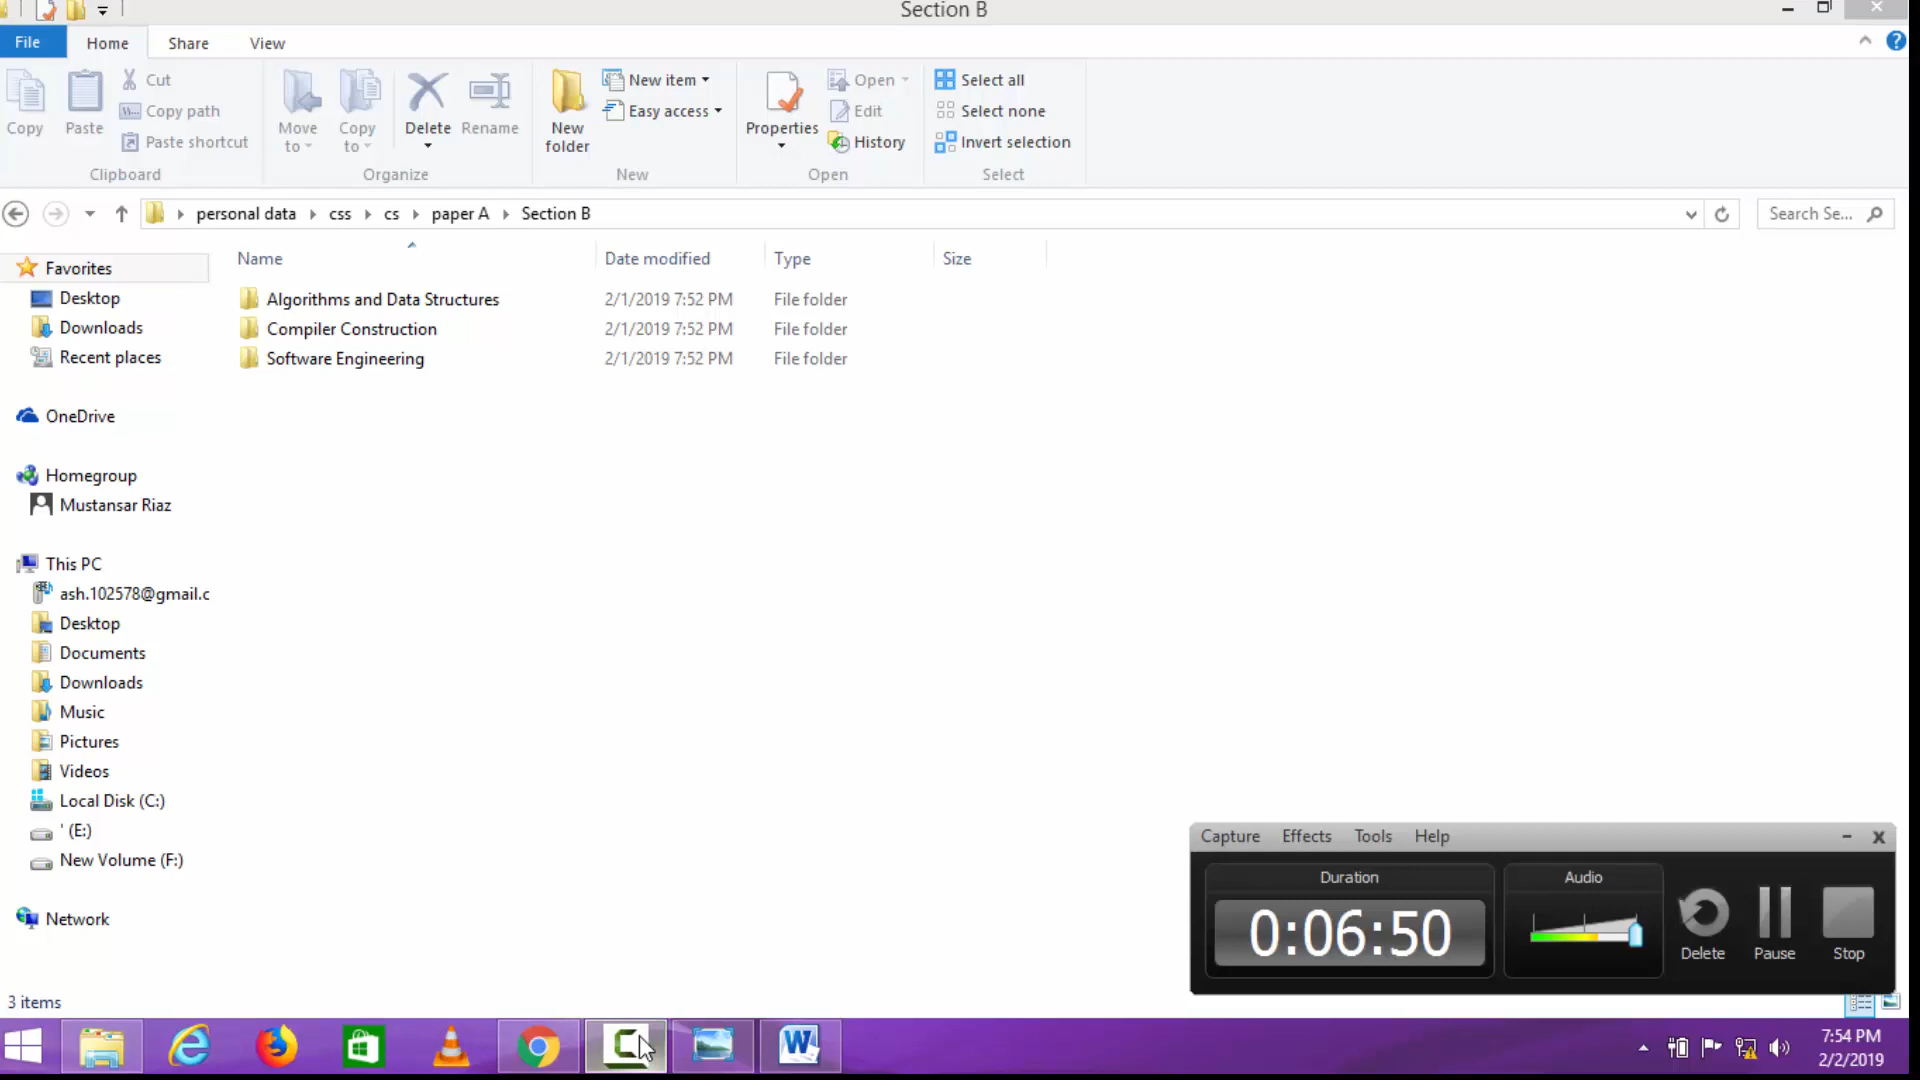 Section B
File Home Share View
Copy
Paste
Cut
Copy path
Paste shortcut
Clipboard
Move to
Copy to
Delete
Rename
Organize
New folder
New item
Easy access
New
Properties
Open
Edit
History
Open
Select all
Select none
Invert selection
Select
personal data css cs paper A Section B
Search Se...
Name Date modified Type Size
Algorithms and Data Structures 2/1/2019 7:52 PM File folder
Compiler Construction 2/1/2019 7:52 PM File folder
Software Engineering 2/1/2019 7:52 PM File folder
Favorites
Desktop
Downloads
Recent places
OneDrive
Homegroup
Mustansar Riaz
This PC
ash.102578@gmail.c
Desktop
Documents
Downloads
Music
Pictures
Videos
Local Disk (C:)
' (E:)
New Volume (F:)
Network
3 items
Capture Effects Tools Help
Duration
0:06:50
Audio
Delete Pause Stop
7:54 PM
2/2/2019